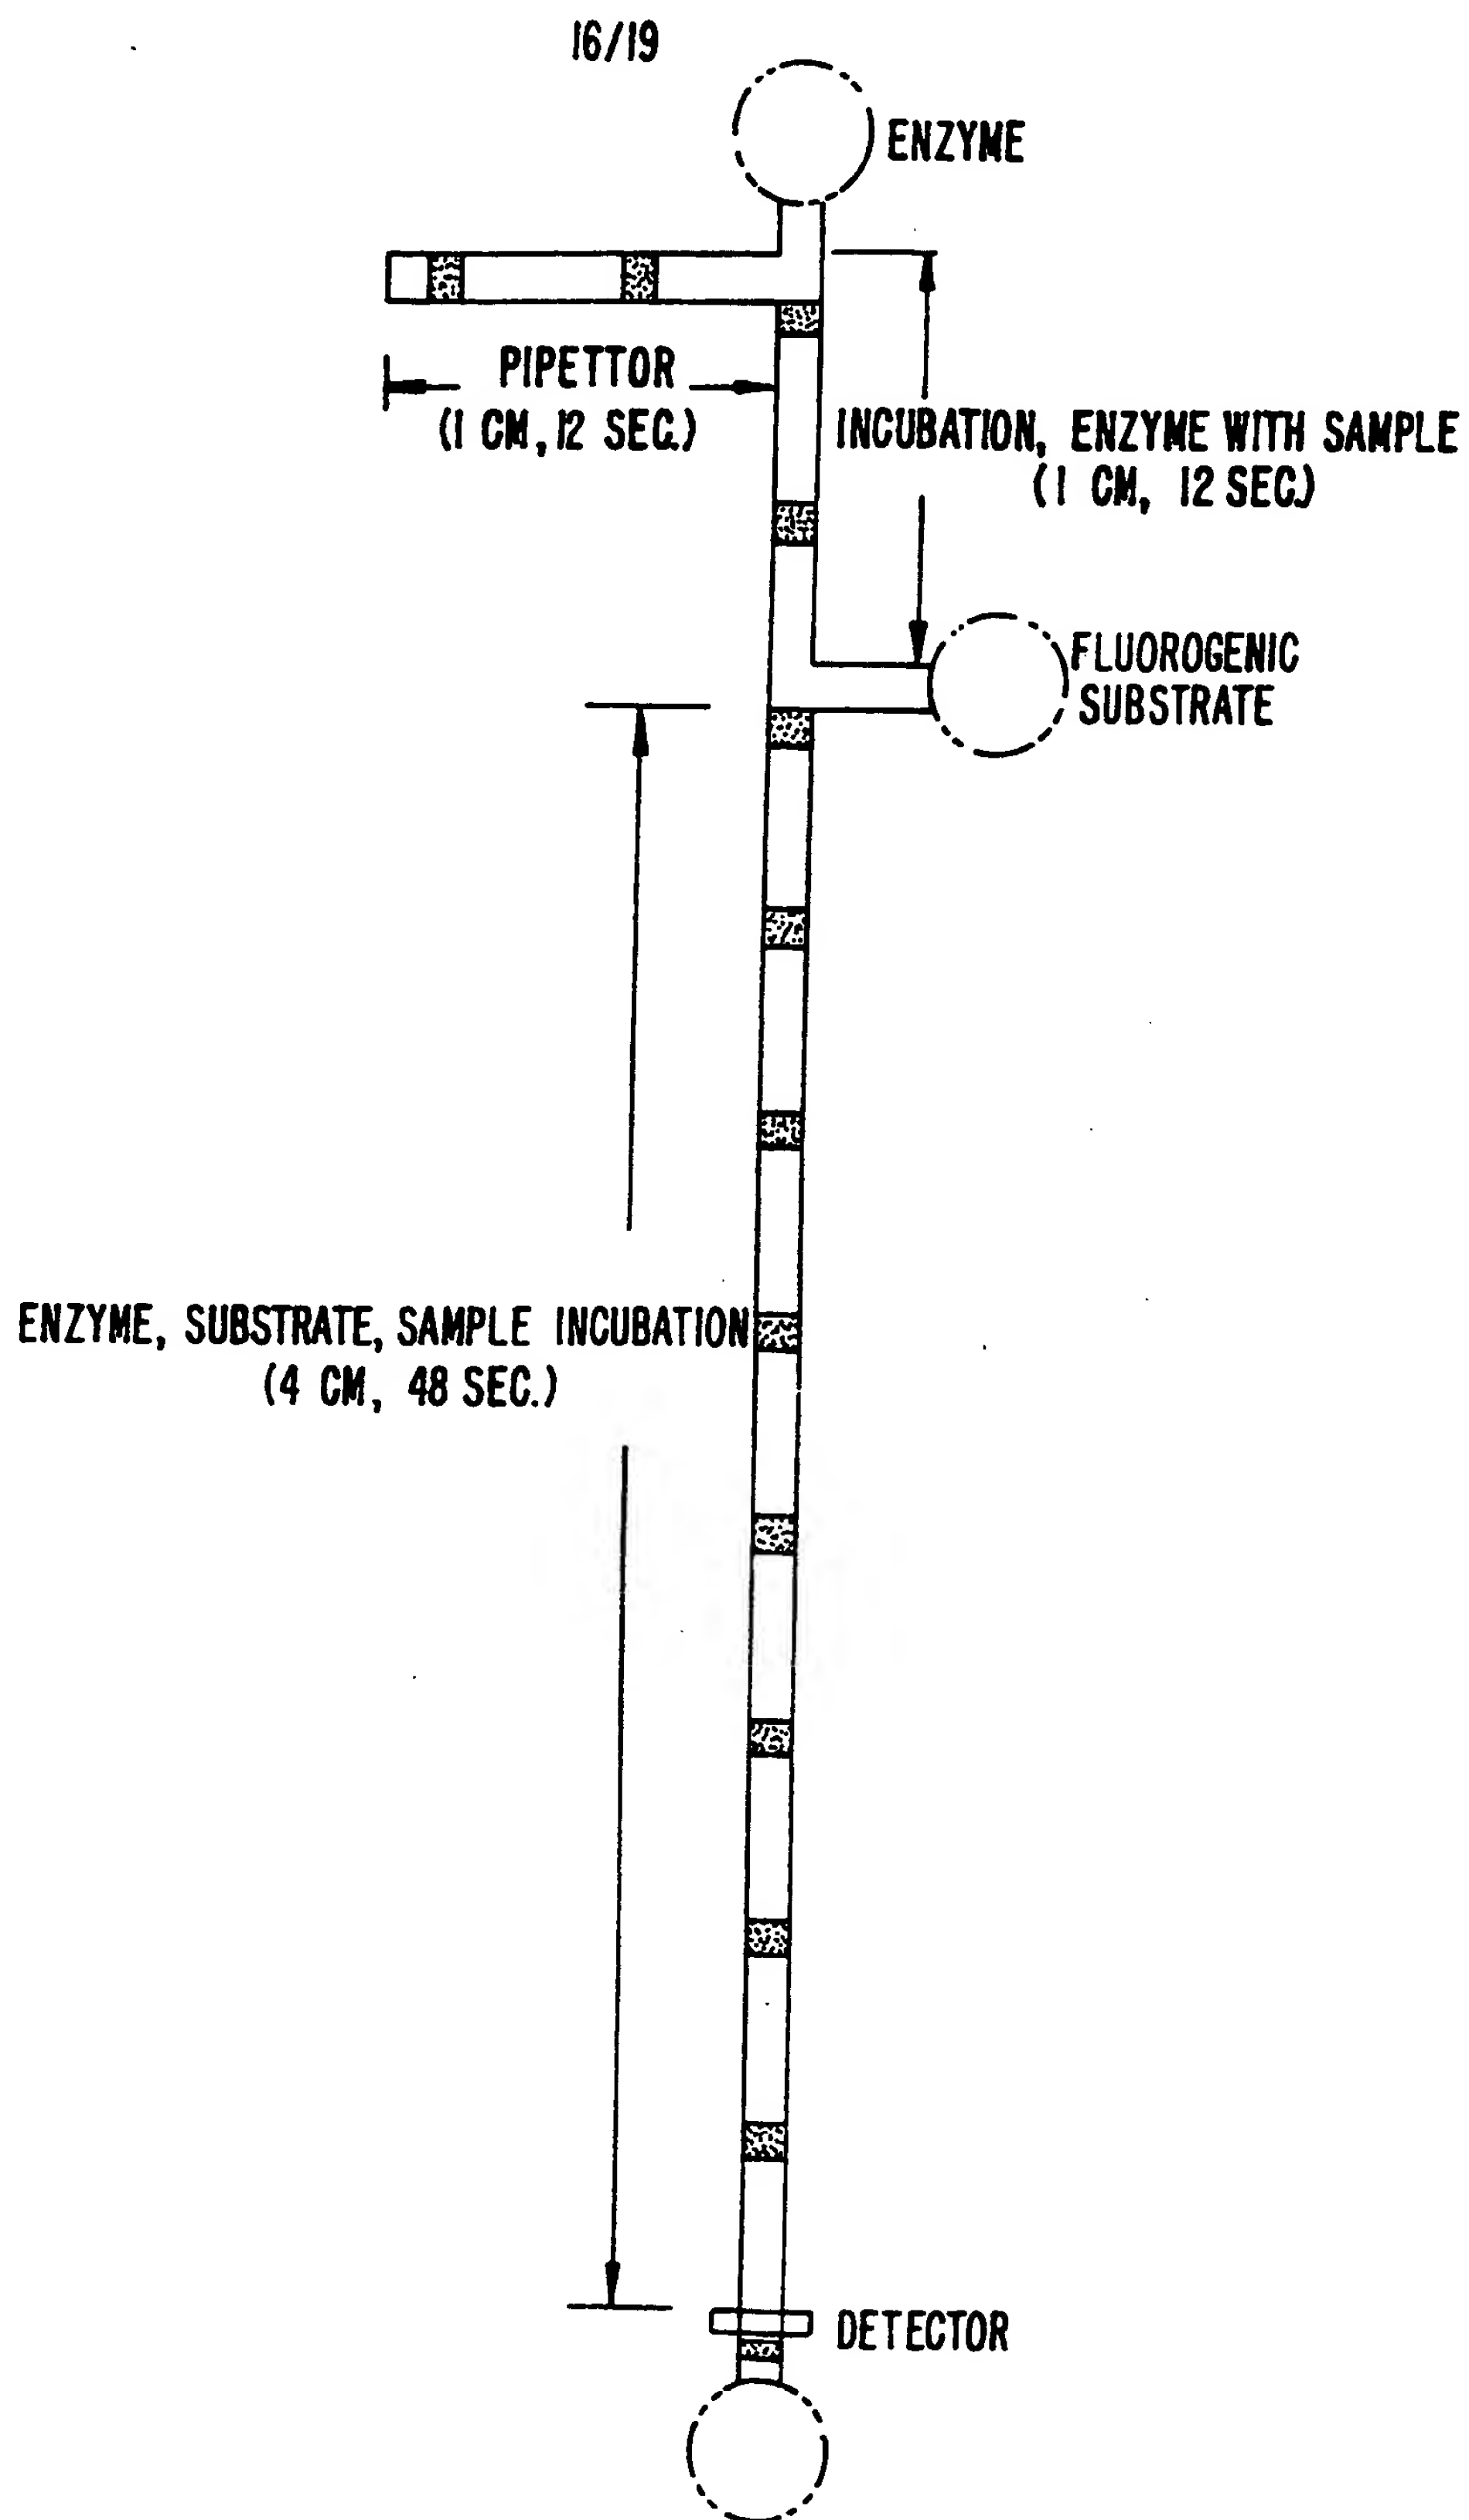 16/19
ENZYME
PIPETTOR
(1 CM, 12 SEC.)
INCUBATION, ENZYME WITH SAMPLE
(1 CM, 12 SEC.)
FLUOROGENIC
SUBSTRATE
ENZYME, SUBSTRATE, SAMPLE INCUBATION
(4 CM, 48 SEC.)
DETECTOR